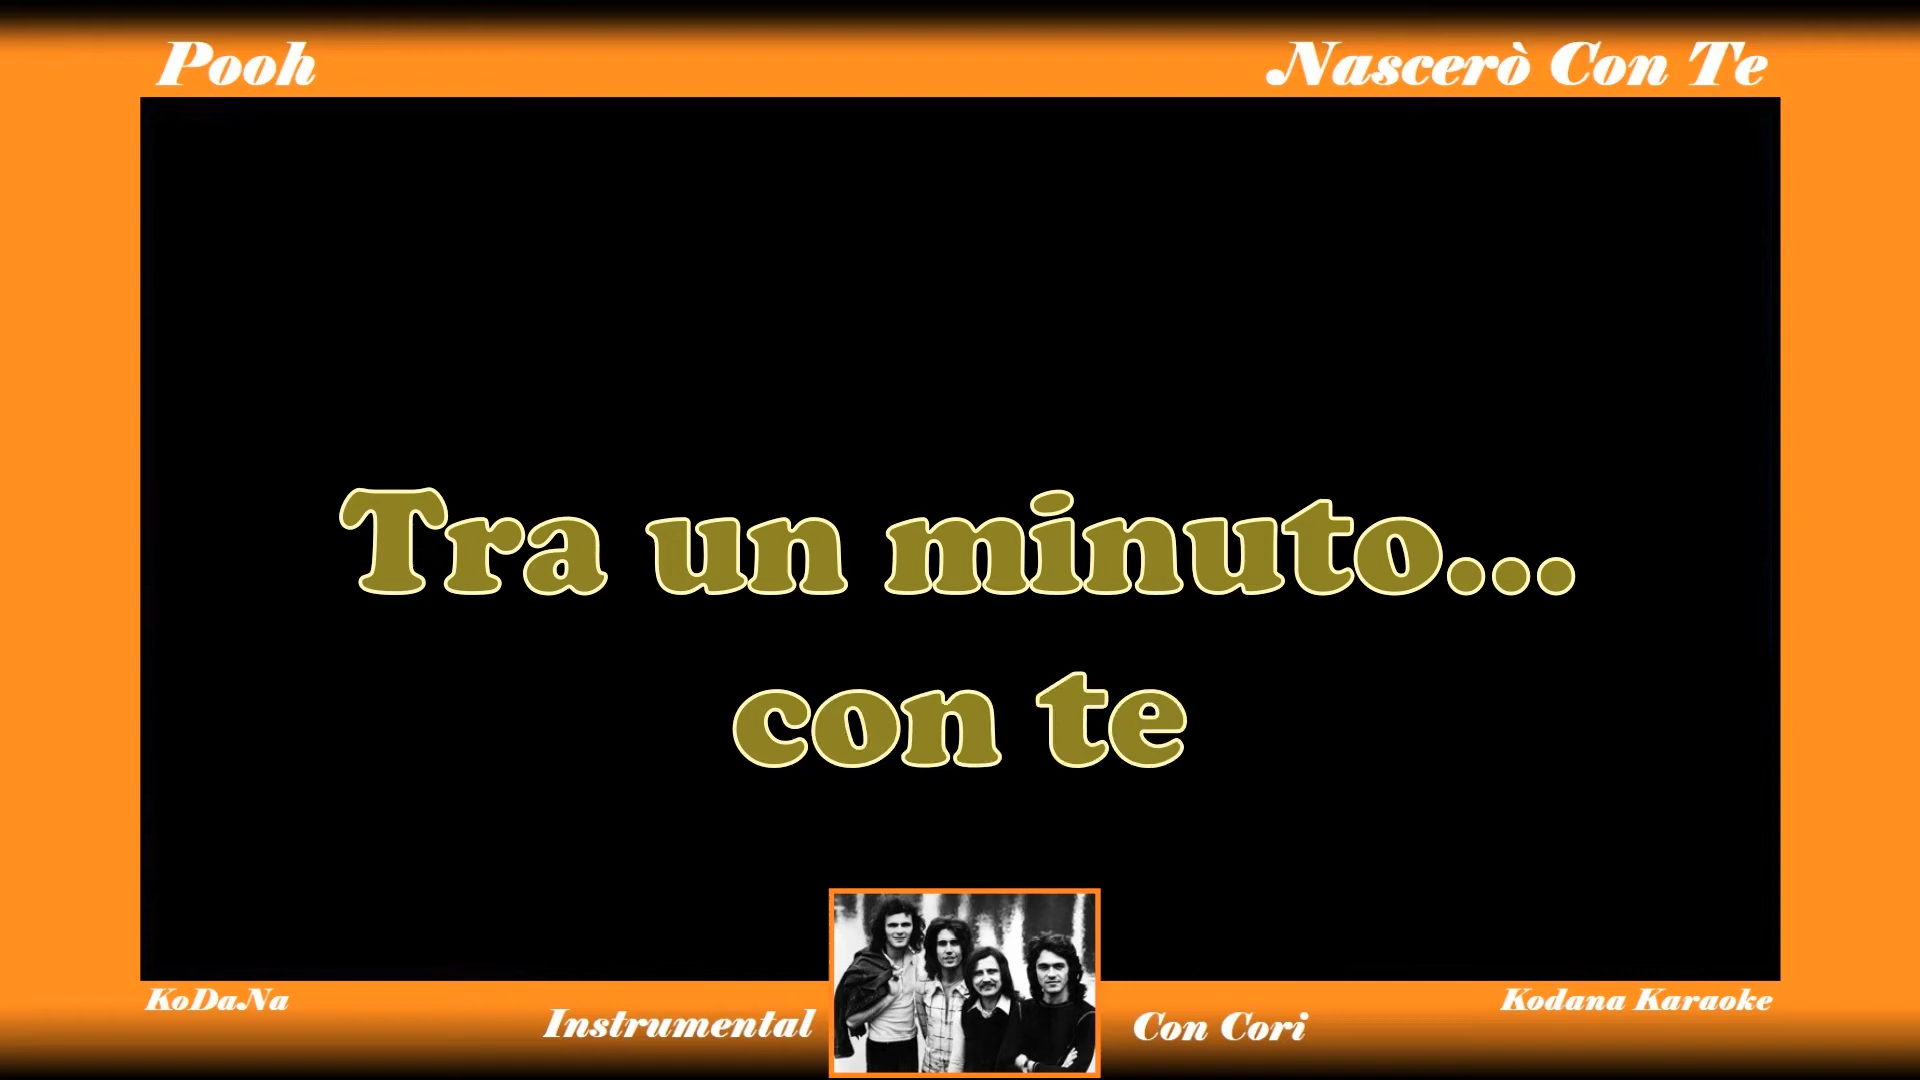 Pooh
Nascerò Con Te
Tra un minuto...
con te
KoDaNa
Kodana Karaoke
Instrumental
Con Cori